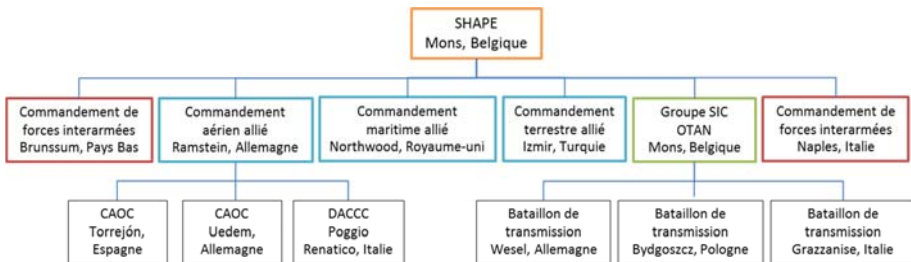 SHAPE
Mons, Belgique
Commandement de
forces interarmées
Brunssum, Pays Bas
Commandement
aérien allié
Ramstein, Allemagne
Commandement
maritime allié
Northwood, Royaume-uni
Commandement
terrestre allié
Izmir, Turquie
Groupe SIC
OTAN
Mons, Belgique
Commandement de
forces interarmées
Naples, Italie
CAOC
Torrejón,
Espagne
CAOC
Uedem,
Allemagne
DACCC
Poggio
Renatico, Italie
Bataillon de
transmission
Wesel, Allemagne
Bataillon de
transmission
Bydgoszcz, Pologne
Bataillon de
transmission
Grazzanise, Italie